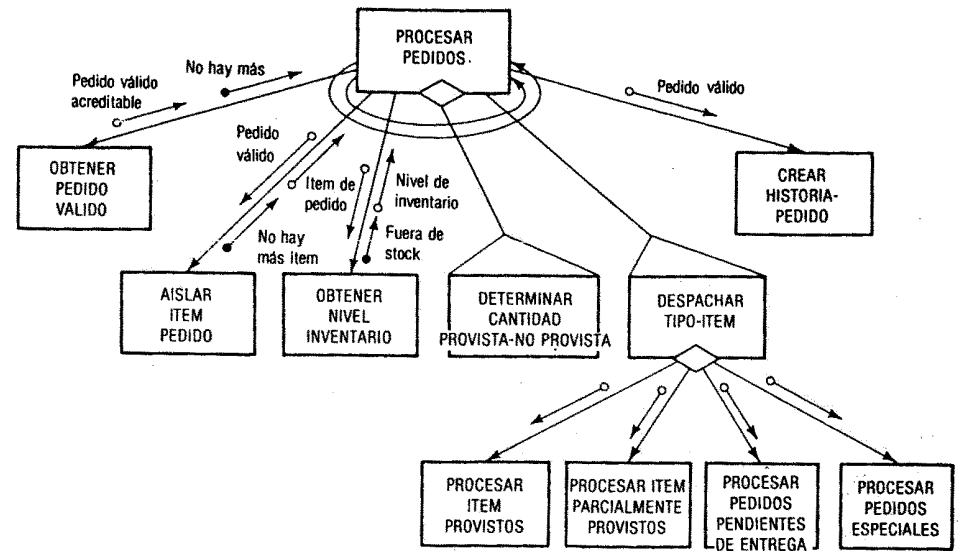 PROCESAR
PEDIDOS.
No hay más
Pedido válido
acreditable
Pedido válido
Pedido
válido
Item de
pedido
Nivel de
inventario
No hay
más item
Fuera de
stock
OBTENER
PEDIDO
VALIDO
CREAR
HISTORIA-
PEDIDO
AISLAR
ITEM
PEDIDO
OBTENER
NIVEL
INVENTARIO
DETERMINAR
CANTIDAD
PROVISTA-NO PROVISTA
DESPACHAR
TIPO-ITEM
PROCESAR
ITEM
PROVISTOS
PROCESAR ITEM
PARCIALMENTE
PROVISTOS
PROCESAR
PEDIDOS
PENDIENTES
DE ENTREGA
PROCESAR
PEDIDOS
ESPECIALES